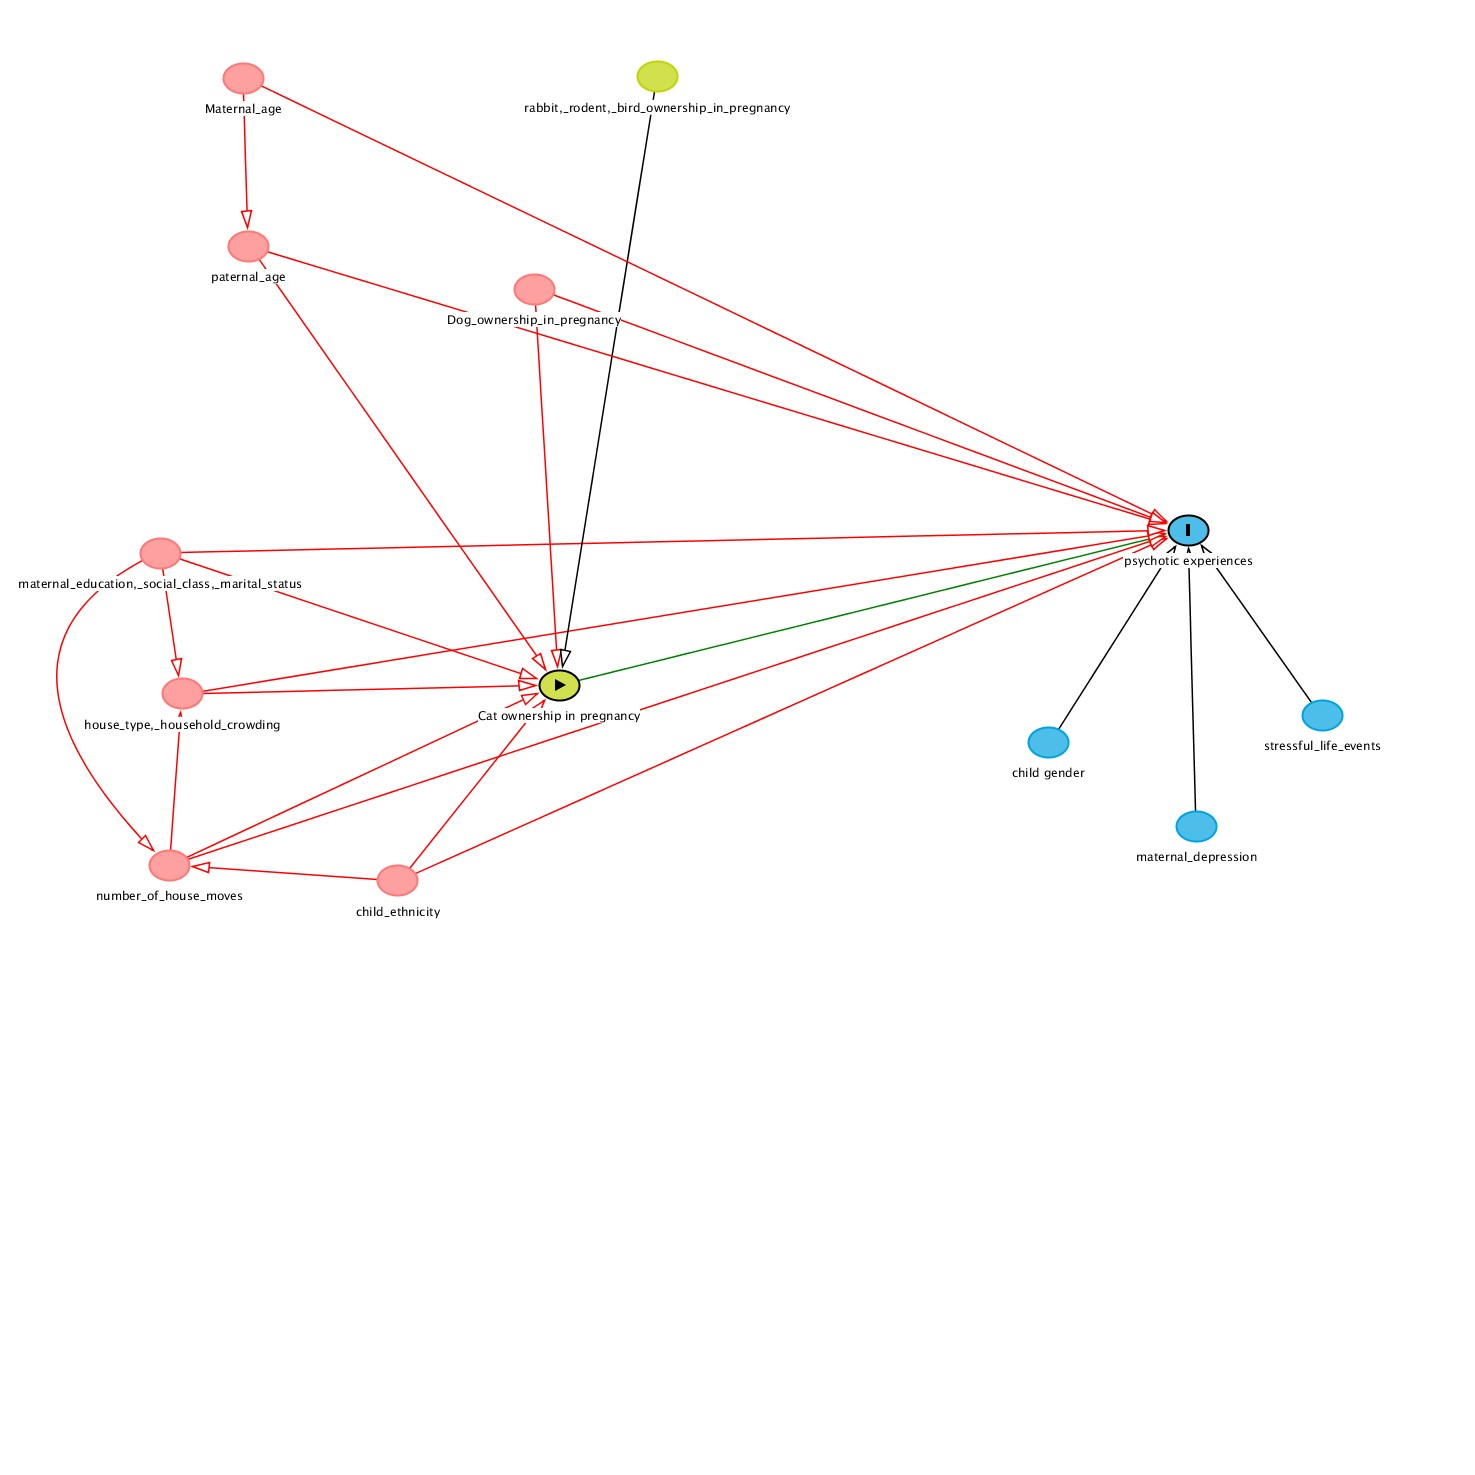 Maternal_age
rabbit,_rodent,_bird_ownership_in_pregnancy
paternal_age
Dog_ownership_in_pregnancy
psychotic experiences
maternal_education,_social_class,_marital_status
house_type,_household_crowding
Cat ownership in pregnancy
stressful_life_events
child gender
maternal_depression
number_of_house_moves
child_ethnicity